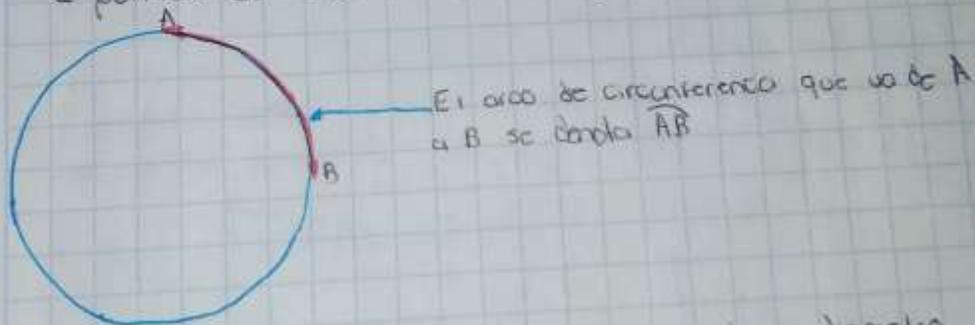 A
El arco de circunferencia que va de A
a B se denota AB
B